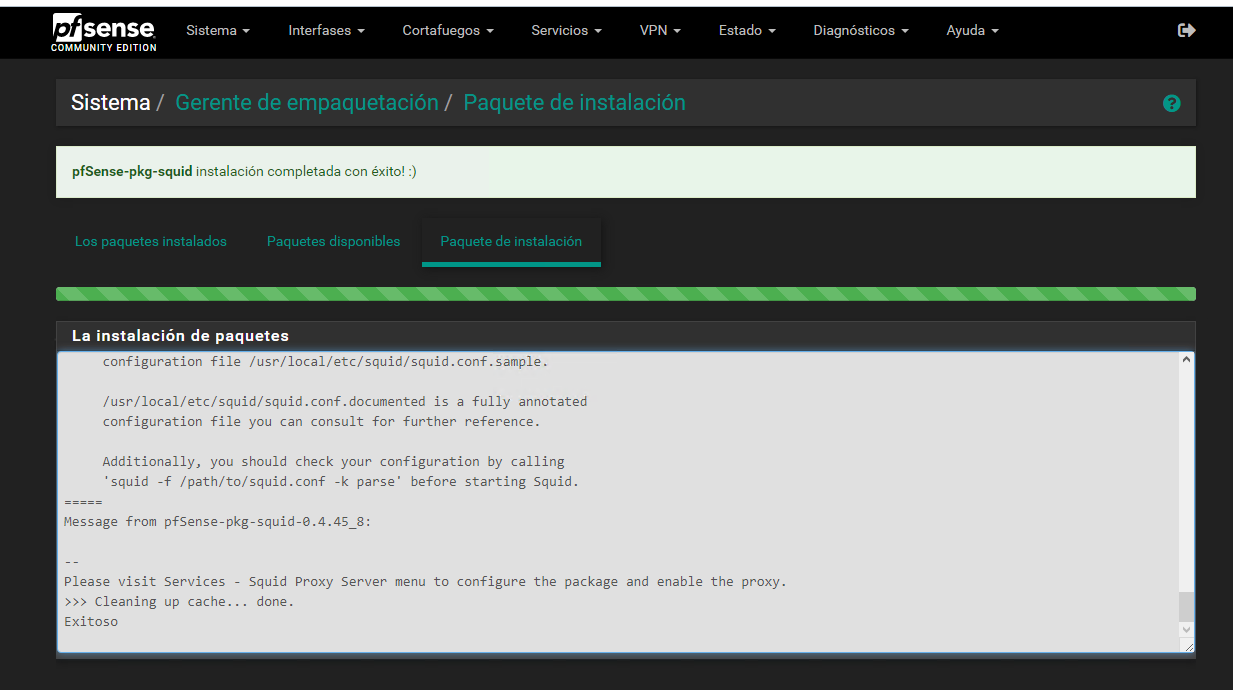 pfsense
COMMUNITY EDITION
Sistema
Interfases
Cortafuegos
Servicios
VPN
Estado
Diagnósticos
Ayuda
Sistema / Gerente de empaquetación / Paquete de instalación
pfSense-pkg-squid instalación completada con éxito! :)
Los paquetes instalados
Paquetes disponibles
Paquete de instalación
La instalación de paquetes
configuration file /usr/local/etc/squid/squid.conf.sample.
/usr/local/etc/squid/squid.conf.documented is a fully annotated
configuration file you can consult for further reference.
Additionally, you should check your configuration by calling
'squid -f /path/to/squid.conf -k parse' before starting Squid.
=====
Message from pfSense-pkg-squid-0.4.45_8:
--
Please visit Services - Squid Proxy Server menu to configure the package and enable the proxy.
>>> Cleaning up cache... done.
Exitoso